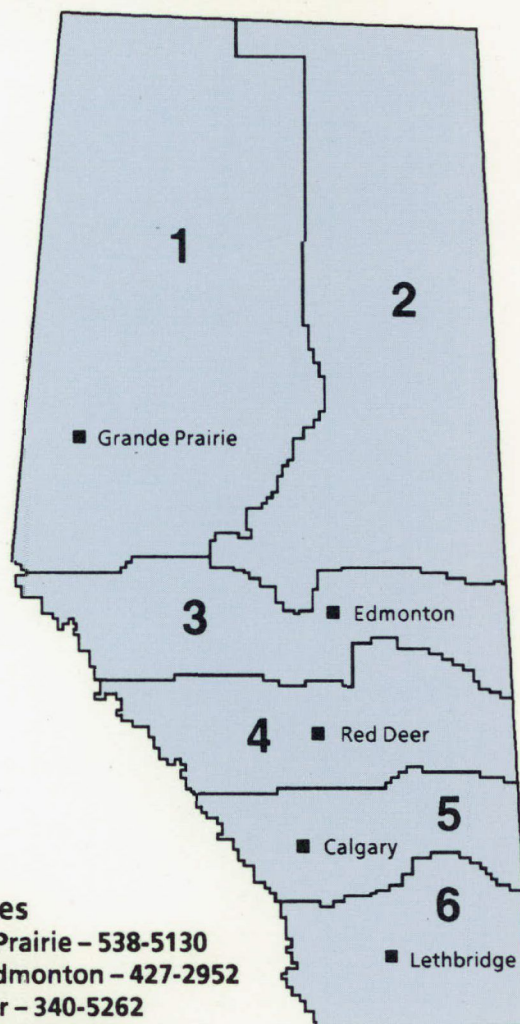 1
2
Grande Prairie
3
Edmonton
4
Red Deer
5
Calgary
6
Lethbridge
es
Prairie – 538-5130
dmonton – 427-2952
r – 340-5262